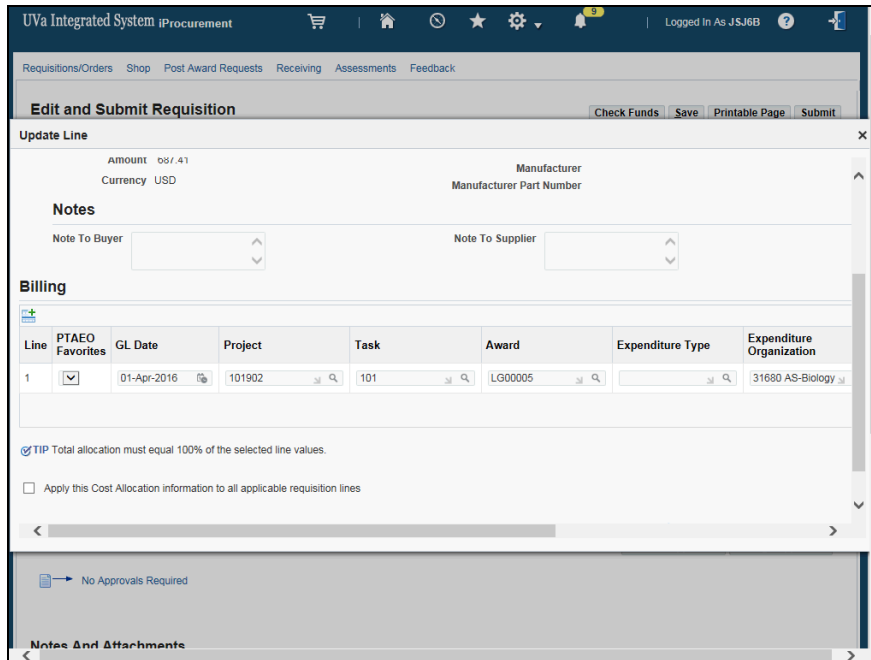 UVa Integrated System iProcurement
9
Logged In As JSJ6B
?
Requisitions/Orders Shop Post Award Requests Receiving Assessments Feedback
Edit and Submit Requisition
Check Funds Save Printable Page Submit
Update Line
Amount 687.41
Currency USD
Manufacturer
Manufacturer Part Number
Notes
Note To Buyer
Note To Supplier
Billing
Line PTAEO Favorites GL Date Project Task Award Expenditure Type Expenditure Organization
1 01-Apr-2016 101902 101 LG00005 31680 AS-Biology
TIP Total allocation must equal 100% of the selected line values.
Apply this Cost Allocation information to all applicable requisition lines
No Approvals Required
Notes And Attachments